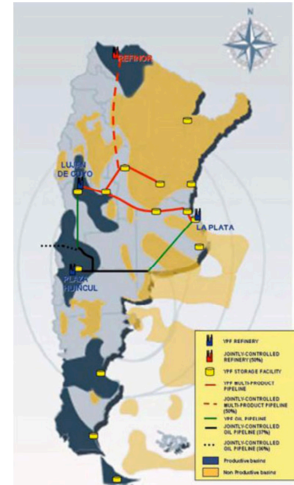 REFINOR
LUJAN
DE CUYO
LA PLATA
PLAZA
HUINCUL
YPF REFINERY
JOINTLY-CONTROLLED
REFINERY (50%)
YPF STORAGE FACILITY
YPF MULTI-PRODUCT
PIPELINE
JOINTLY-CONTROLLED
MULTI-PRODUCT PIPELINE
(50%)
YPF OIL PIPELINE
JOINTLY-CONTROLLED
OIL PIPELINE (37%)
JOINTLY-CONTROLLED
OIL PIPELINE (36%)
Productive basins
Non Productive basins